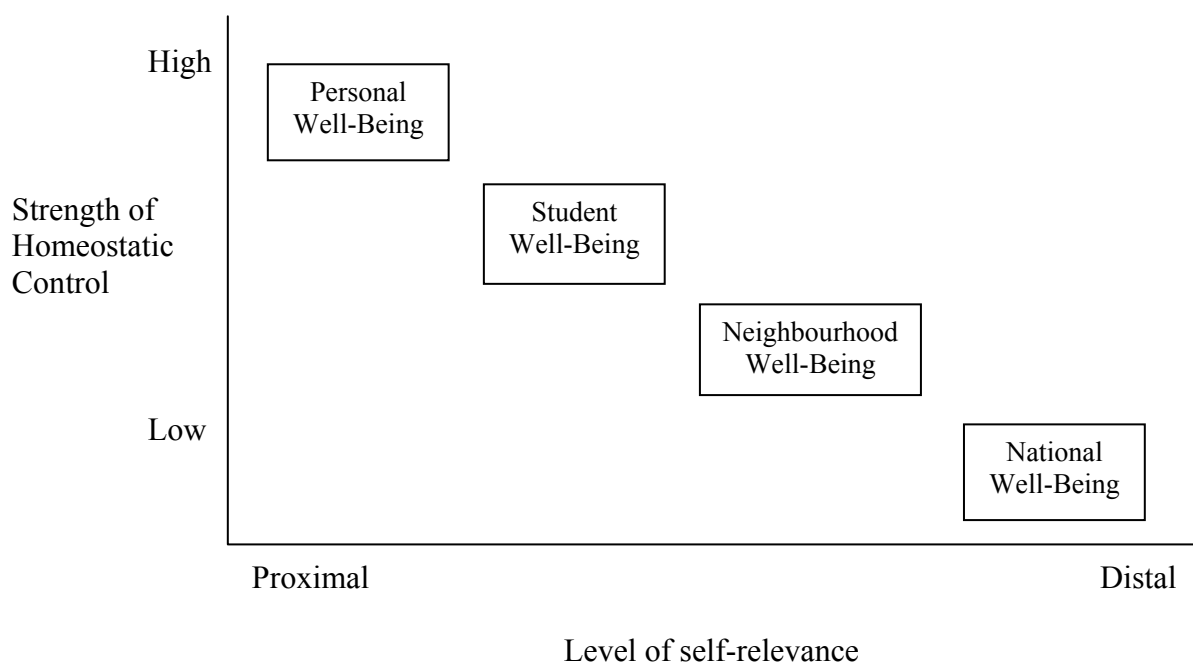 High
Personal
Well-Being
Strength of
Homeostatic
Control
Student
Well-Being
Neighbourhood
Well-Being
Low
National
Well-Being
Proximal
Distal
Level of self-relevance